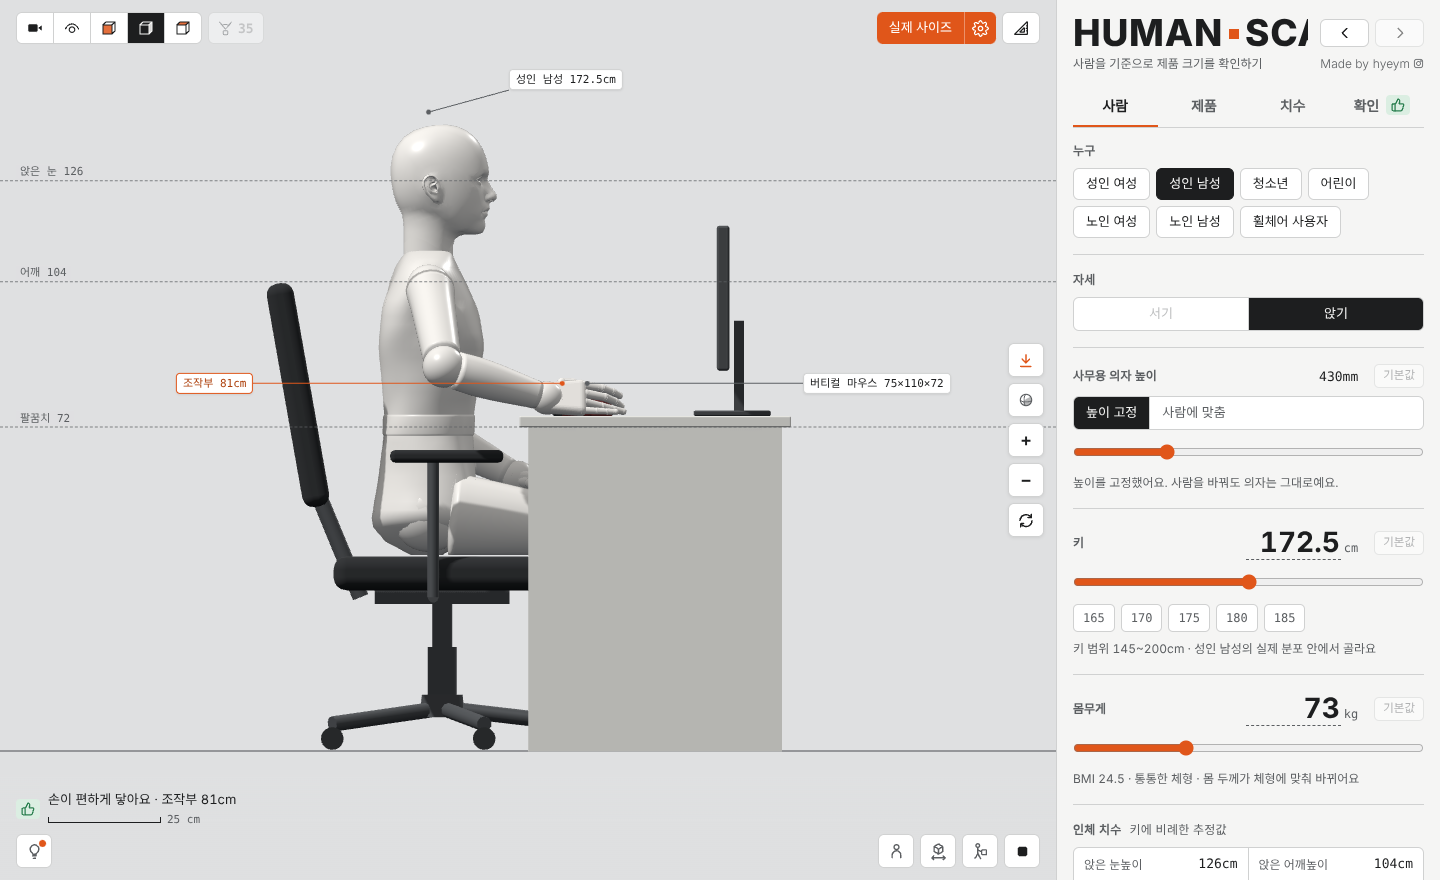 35
실제 사이즈
성인 남성 172.5cm
앉은 눈 126
어깨 104
조작부 81cm
버티컬 마우스 75×110×72
팔꿈치 72
손이 편하게 닿아요 · 조작부 81cm
25 cm
HUMAN SCA
사람을 기준으로 제품 크기를 확인하기
Made by hyeym
사람 제품 치수 확인
누구
성인 여성 성인 남성 청소년 어린이
노인 여성 노인 남성 휠체어 사용자
자세
서기 앉기
사무용 의자 높이 430mm 기본값
높이 고정 사람에 맞춤
높이를 고정했어요. 사람을 바꿔도 의자는 그대로예요.
키 172.5 cm 기본값
165 170 175 180 185
키 범위 145~200cm · 성인 남성의 실제 분포 안에서 골라요
몸무게 73 kg 기본값
BMI 24.5 · 통통한 체형 · 몸 두께가 체형에 맞춰 바뀌어요
인체 치수 키에 비례한 추정값
앉은 눈높이 126cm 앉은 어깨높이 104cm